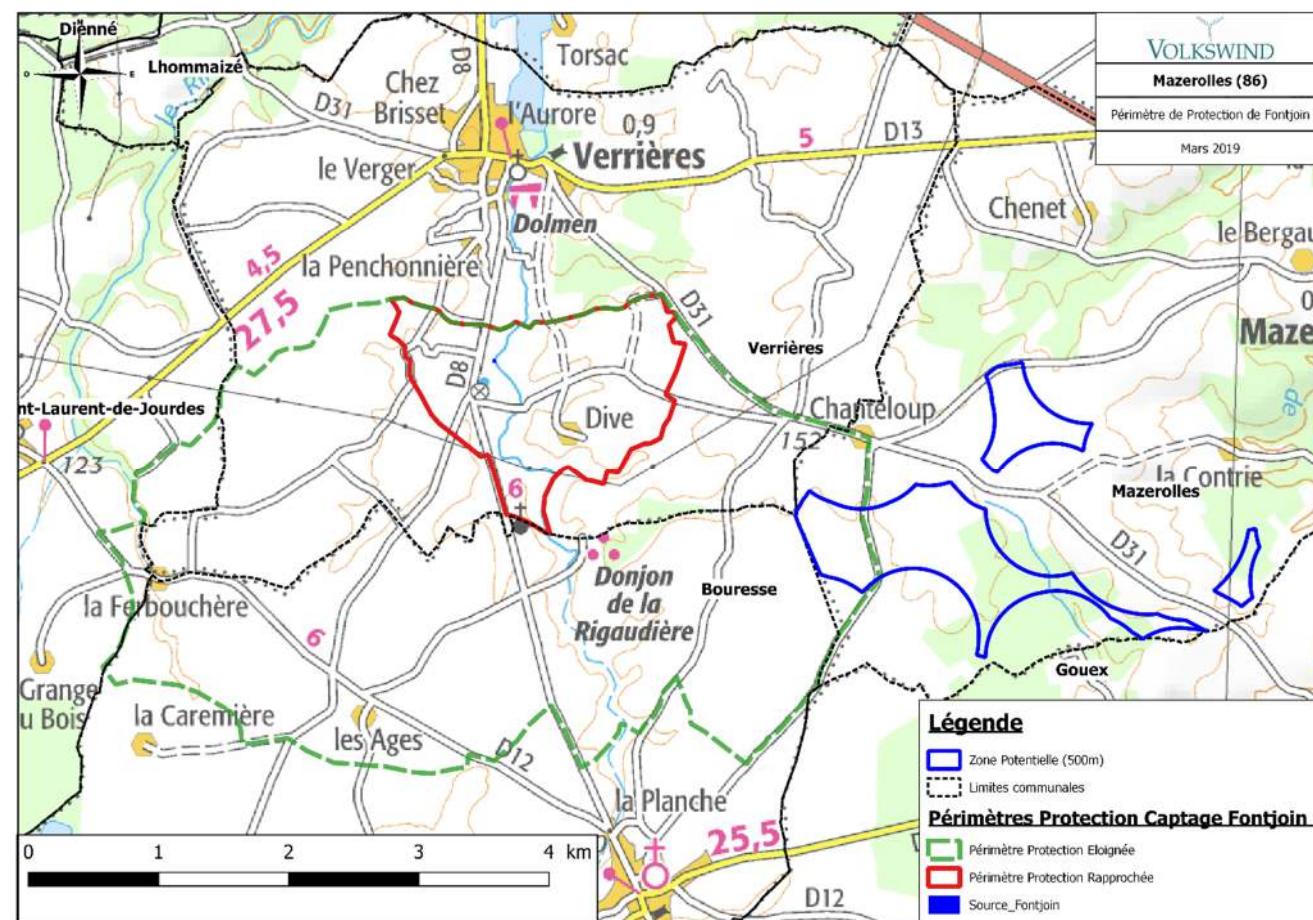 Dienné
N
O
E
Lhommaizé
D31
D8
Chez
Brisset
Torsac
l'Aurore
0,9
5
D13
VOLKSWIND
Mazerolles (86)
Périmètre de Protection de Fontjoin
Mars 2019
le Verger
Verrières
Dolmen
Chenet
le Bergau
la Penchonnière
4,5
27,5
D31
Verrières
Maze
de
nt-Laurent-de-Jourdes
D8
Dive
Chanteloup
152
123
la Contrie
6
Mazerolles
D31
Donjon
de la
Rigaudière
Bouresse
la Ferbouchère
6
Gouex
Grange
u Bois
la Caremière
les Ages
D12
la Planche
25,5
D12
0 1 2 3 4 km
Légende
Zone Potentielle (500m)
Limites communales
Périmètres Protection Captage Fontjoin
Périmètre Protection Eloignée
Périmètre Protection Rapprochée
Source_Fontjoin